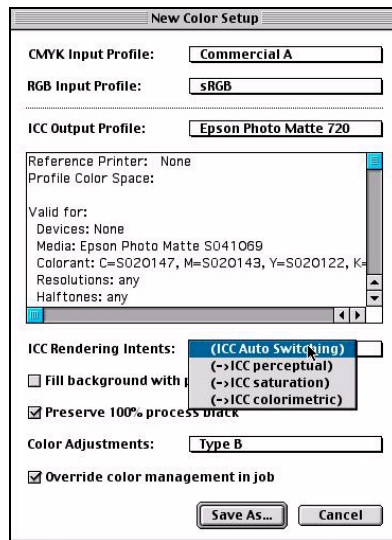 New Color Setup
CMYK Input Profile: Commercial A
RGB Input Profile: sRGB
ICC Output Profile: Epson Photo Matte 720
Reference Printer: None
Profile Color Space:
Valid for:
Devices: None
Media: Epson Photo Matte S041069
Colorant: C=S020147, M=S020143, Y=S020122, K=
Resolutions: any
Halftones: any
ICC Rendering Intents: (ICC Auto Switching)
(->ICC perceptual)
Fill background with
(->ICC saturation)
(->ICC colorimetric)
Preserve 100% process black
Color Adjustments: Type B
Override color management in job
Save As... Cancel